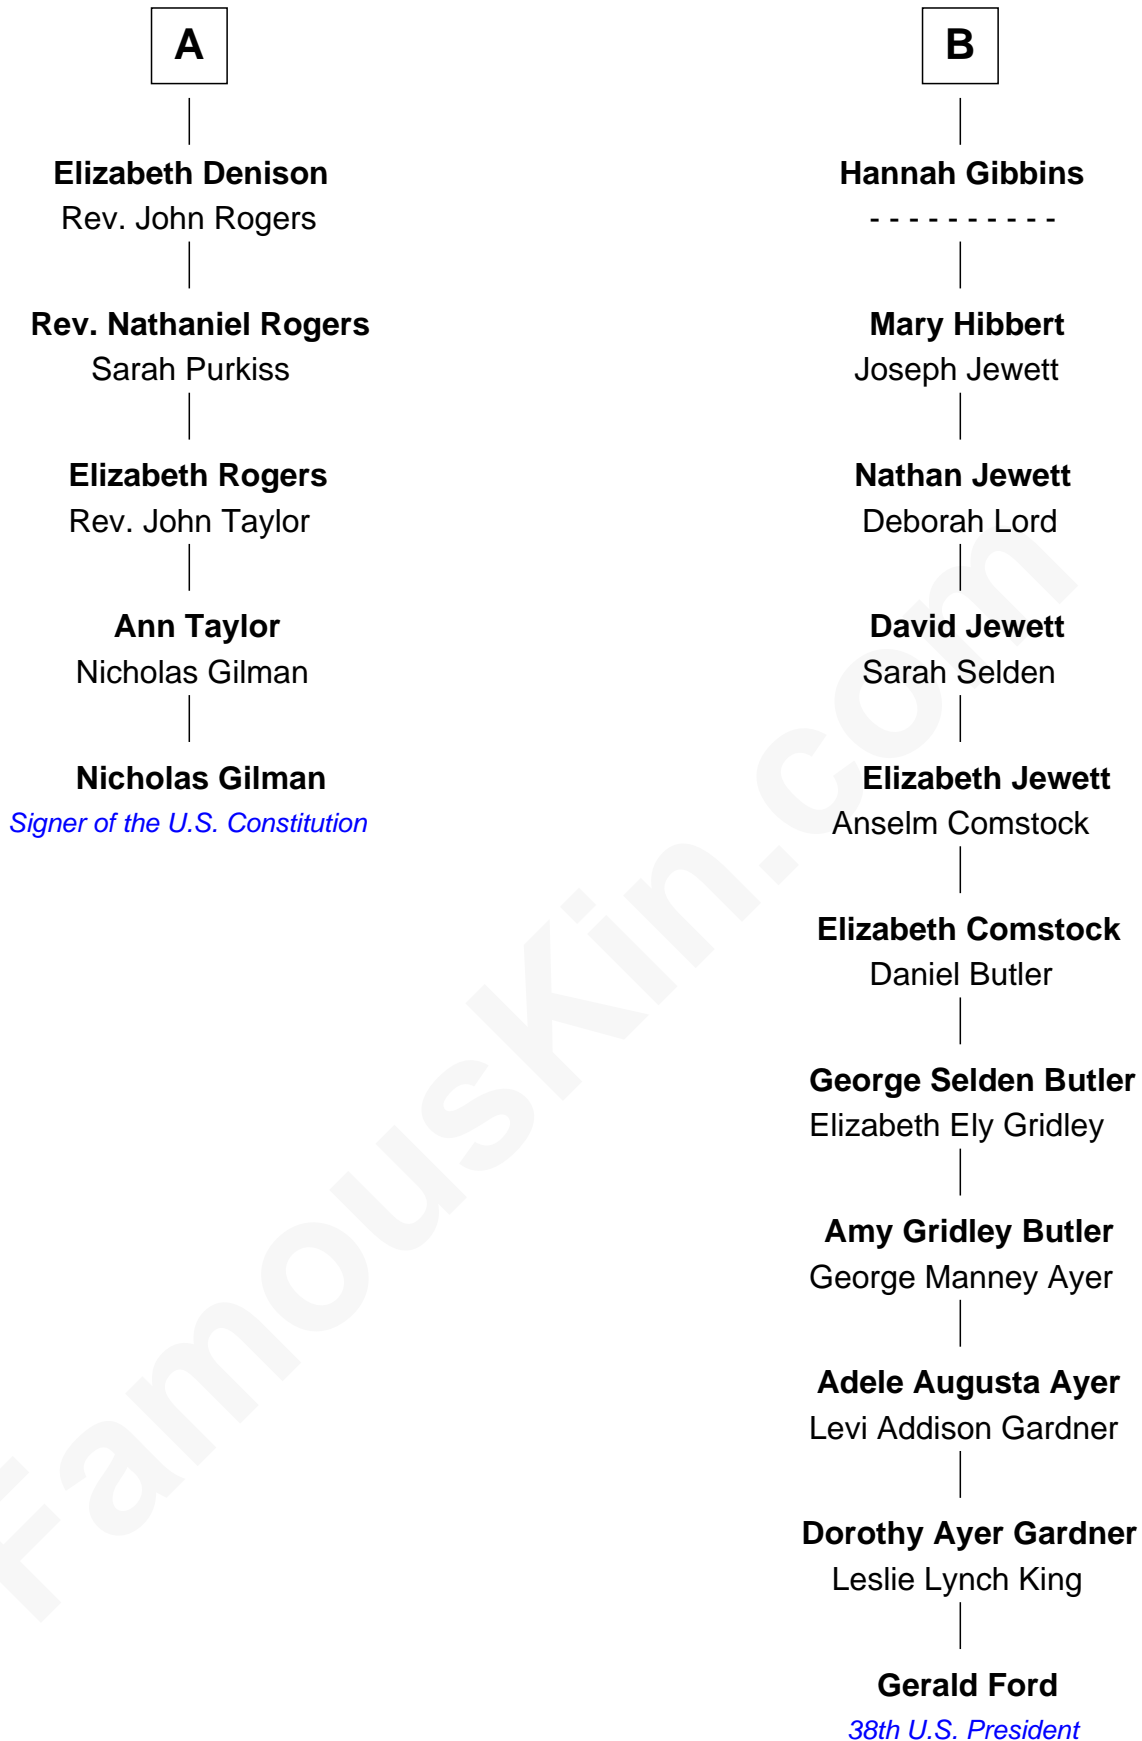 A
Elizabeth Denison
Rev. John Rogers
Rev. Nathaniel Rogers
Sarah Purkiss
Elizabeth Rogers
Rev. John Taylor
Ann Taylor
Nicholas Gilman
Nicholas Gilman
Signer of the U.S. Constitution
B
Hannah Gibbins
- - - - - - - - - -
Mary Hibbert
Joseph Jewett
Nathan Jewett
Deborah Lord
David Jewett
Sarah Selden
Elizabeth Jewett
Anselm Comstock
Elizabeth Comstock
Daniel Butler
George Selden Butler
Elizabeth Ely Gridley
Amy Gridley Butler
George Manney Ayer
Adele Augusta Ayer
Levi Addison Gardner
Dorothy Ayer Gardner
Leslie Lynch King
Gerald Ford
38th U.S. President
FamousKin.com